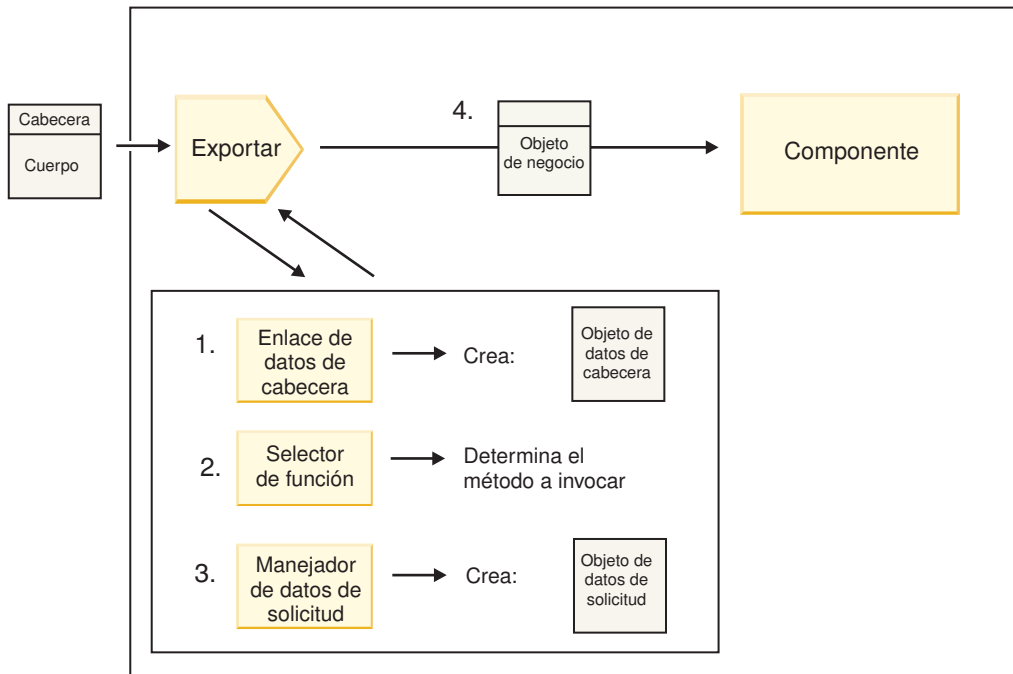 Cabecera
Cuerpo
Exportar
4.
Objeto
de negocio
Componente
1.
Enlace de
datos de
cabecera
Crea:
Objeto de
datos de
cabecera
2.
Selector
de función
Determina el
método a invocar
3.
Manejador
de datos de
solicitud
Crea:
Objeto de
datos de
solicitud